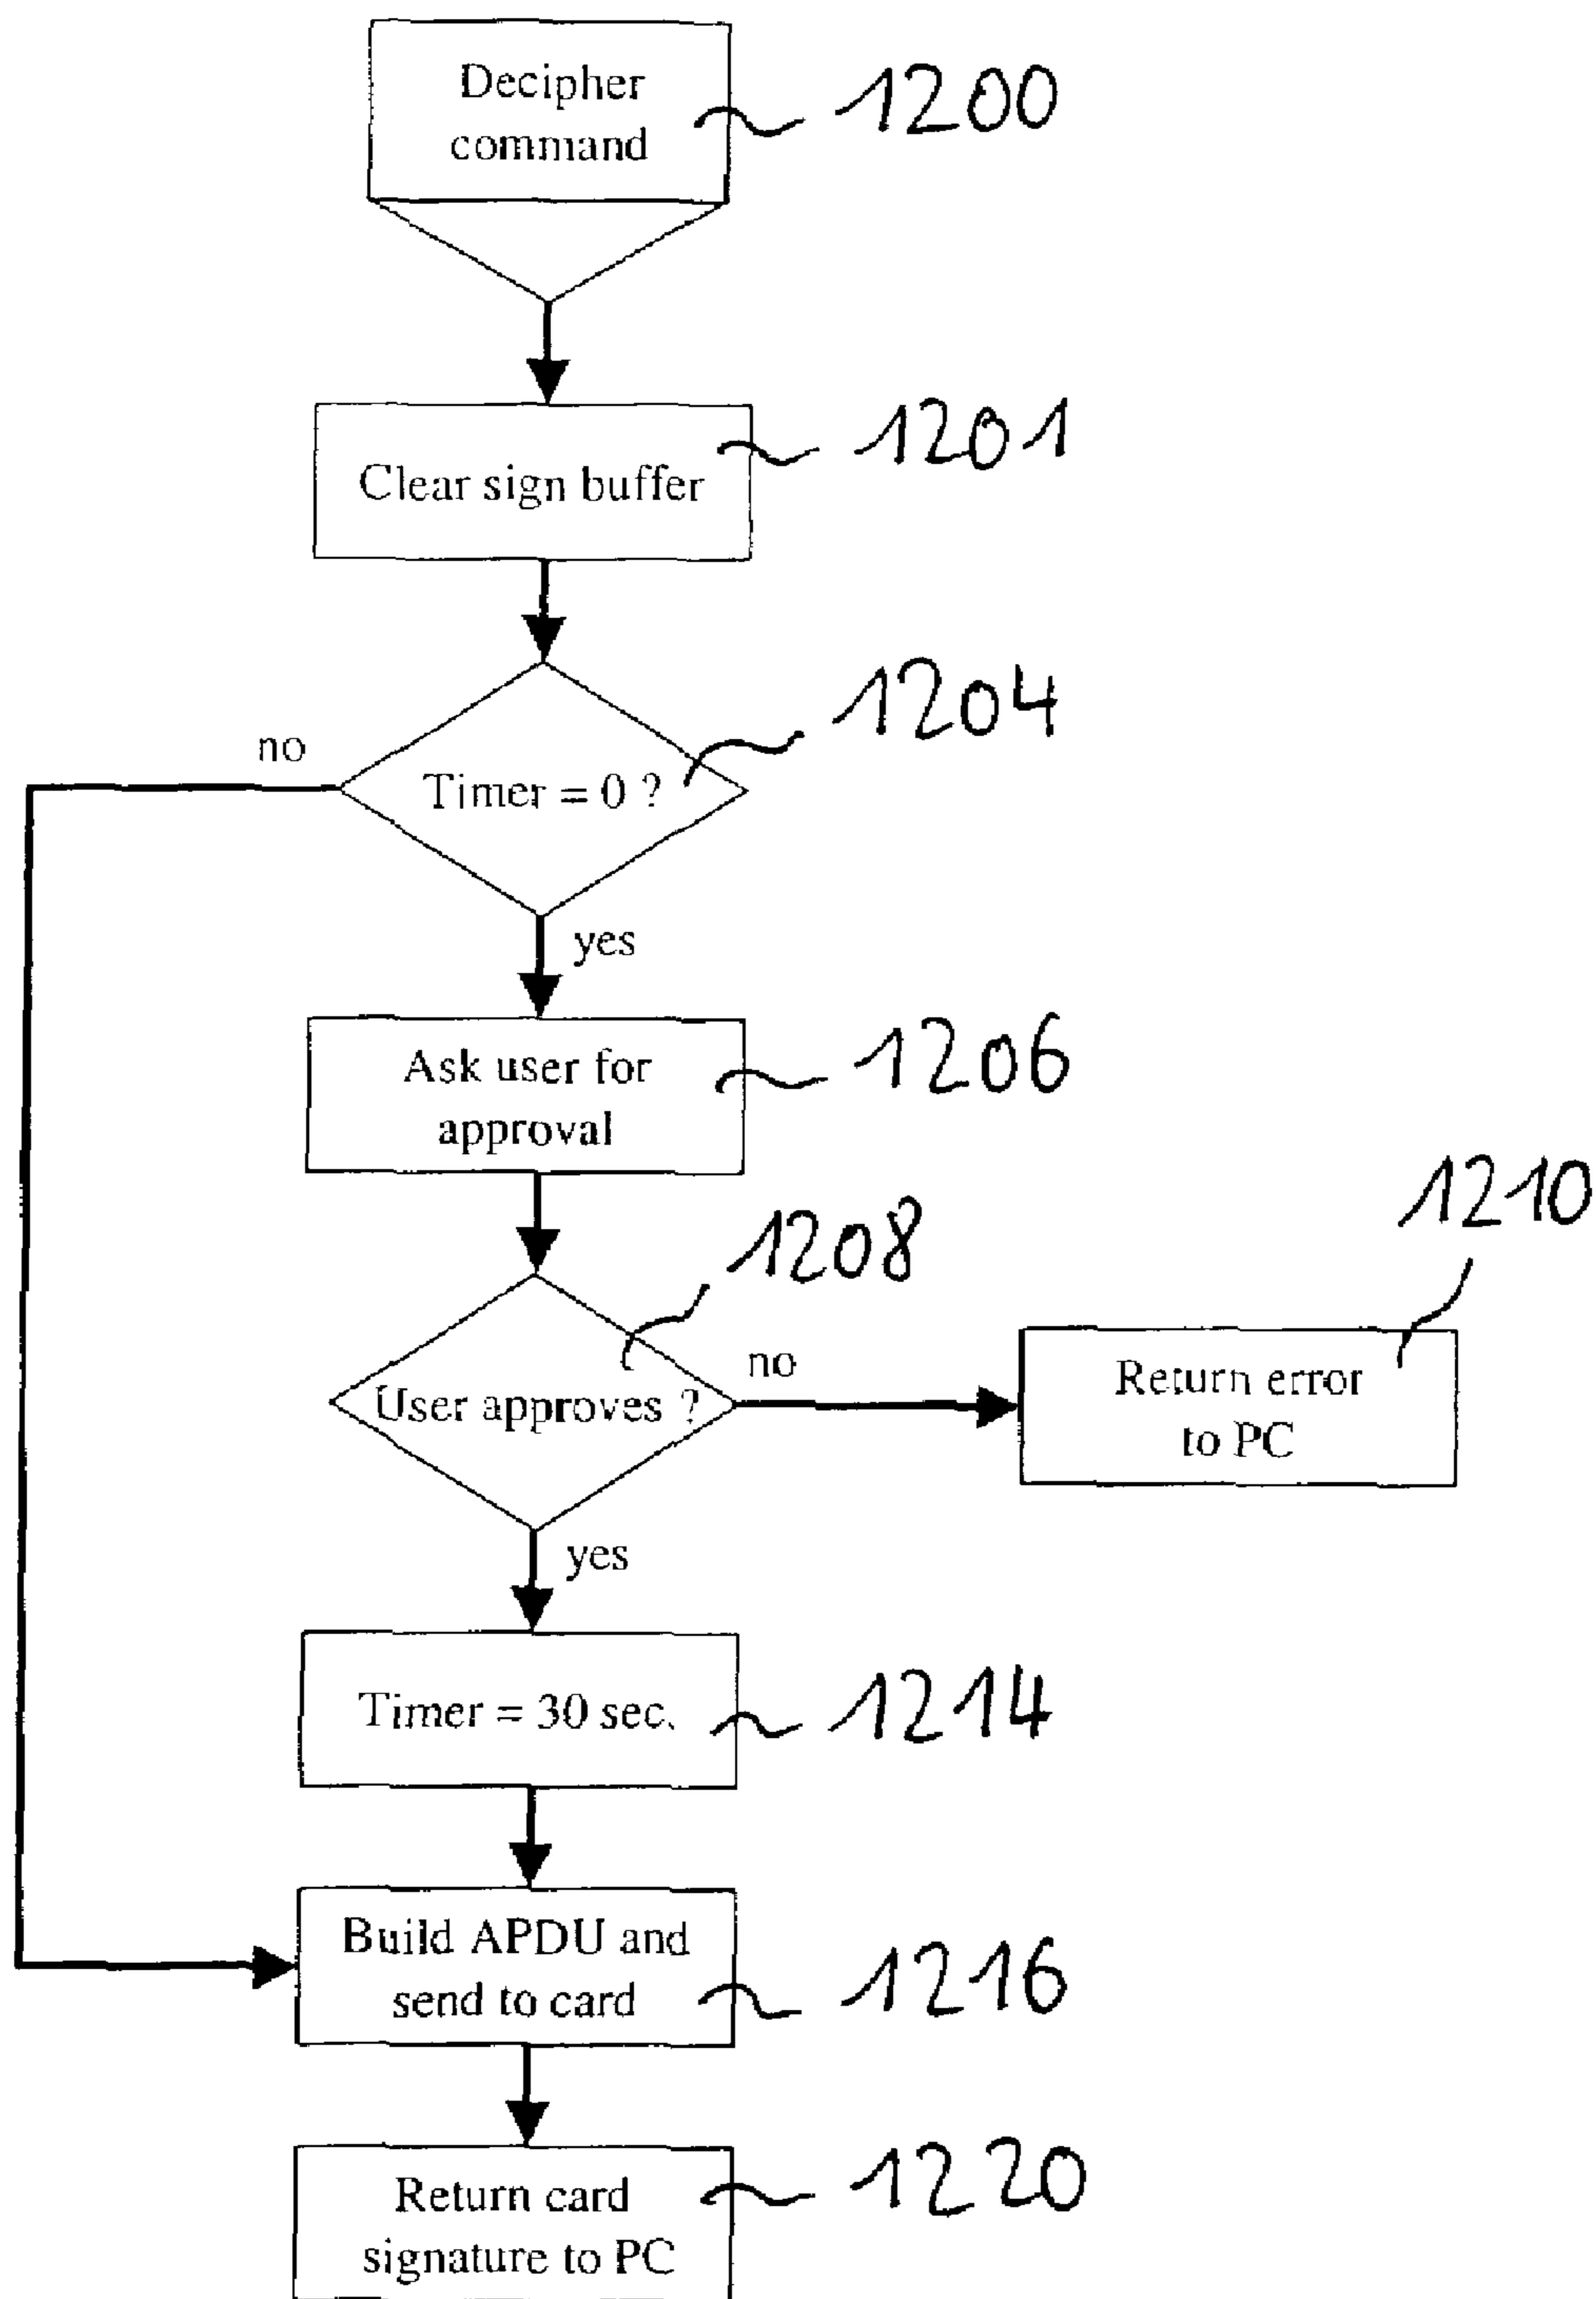 Decipher
command
1200
Clear sign buffer
1201
Timer = 0 ?
1204
no
yes
Ask user for
approval
1206
User approves ?
1208
no
Return error
to PC
1210
yes
Timer = 30 sec.
1214
Build APDU and
send to card
1216
Return card
signature to PC
1220